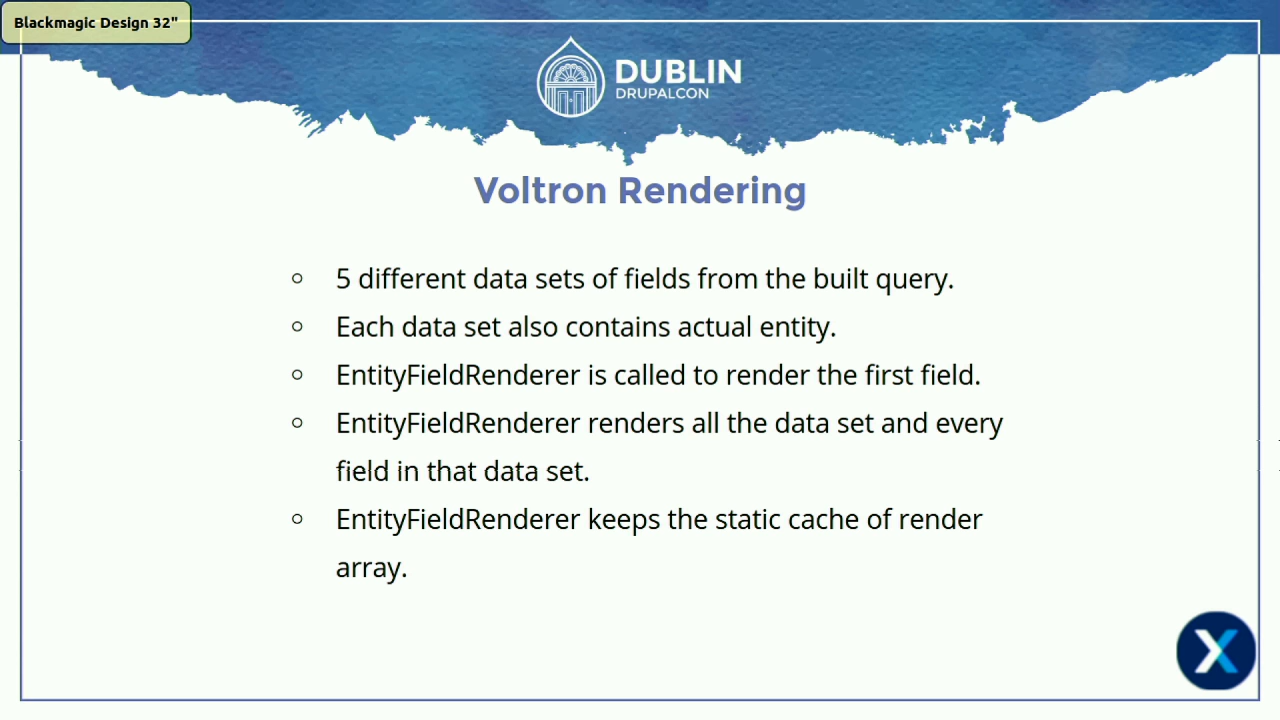 Blackmagic Design 32"
DUBLIN
DRUPALCON
Voltron Rendering
5 different data sets of fields from the built query.
Each data set also contains actual entity.
EntityFieldRenderer is called to render the first field.
EntityFieldRenderer renders all the data set and every
field in that data set.
EntityFieldRenderer keeps the static cache of render
array.
X